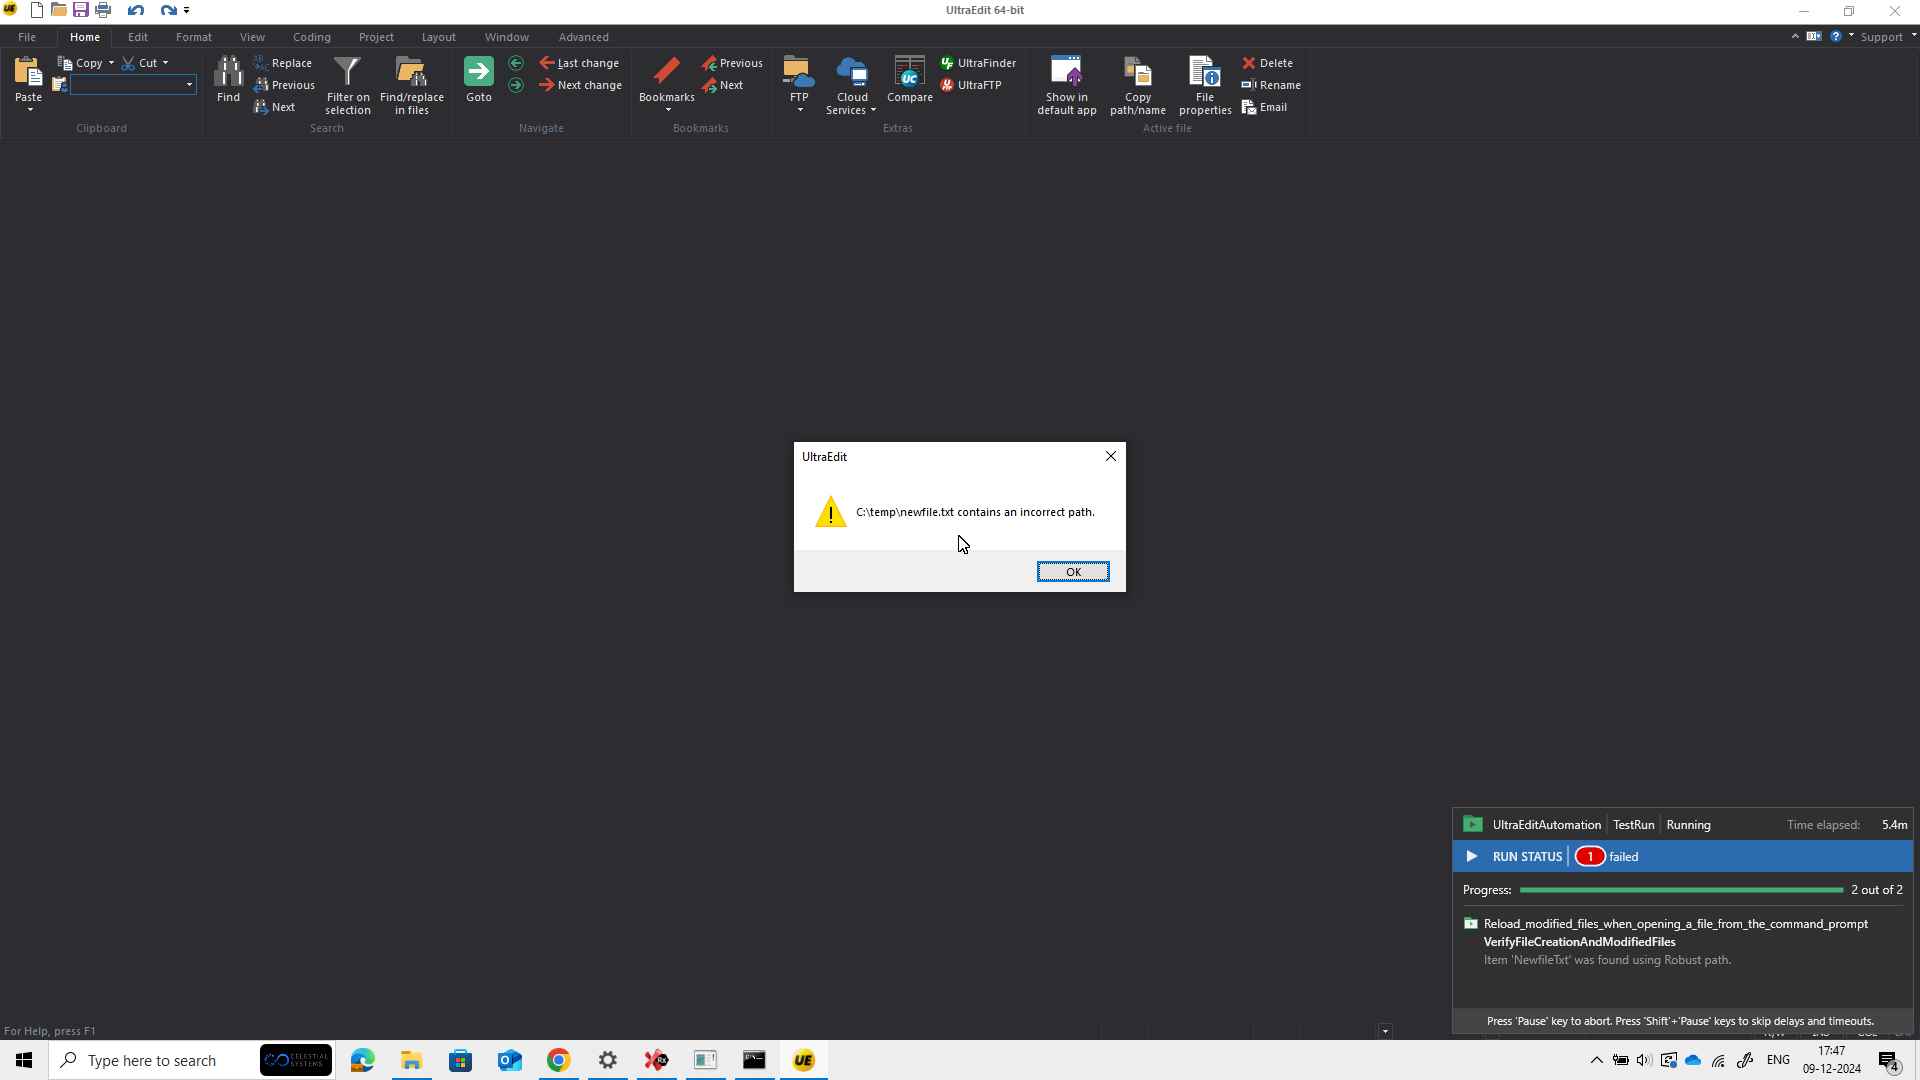 UltraEdit 64-bit
File Home Edit Format View Coding Project Layout Window Advanced Support
Copy Cut Replace Last change Previous UltraFinder Delete
Previous Next change Next UltraFTP Rename
Paste Find Filter on selection Find/replace in files Goto Bookmarks FTP Cloud Services Compare Show in default app Copy path/name File properties
Next Email
Clipboard Search Navigate Bookmarks Extras Active file
UltraEdit
C:\temp\newfile.txt contains an incorrect path.
OK
UltraEditAutomation TestRun Running Time elapsed: 5.4m
RUN STATUS 1 failed
Progress: 2 out of 2
Reload_modified_files_when_opening_a_file_from_the_command_prompt
VerifyFileCreationAndModifiedFiles
Item 'NewfileTxt' was found using Robust path.
Press 'Pause' key to abort. Press 'Shift'+'Pause' keys to skip delays and timeouts.
For Help, press F1
Type here to search
CELESTIAL
SYSTEMS
ENG
17:47
09-12-2024
4